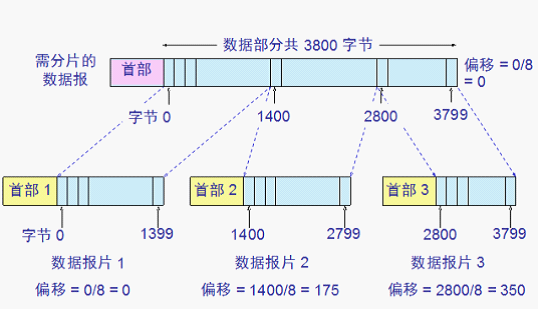 数据部分共 3800 字节
需分片的
数据报
首部
偏移 = 0/8
= 0
字节 0
1400
2800
3799
首部 1
首部 2
首部 3
字节 0
1399
1400
2799
2800
3799
数据报片 1
数据报片 2
数据报片 3
偏移 = 0/8 = 0
偏移 = 1400/8 = 175
偏移 = 2800/8 = 350